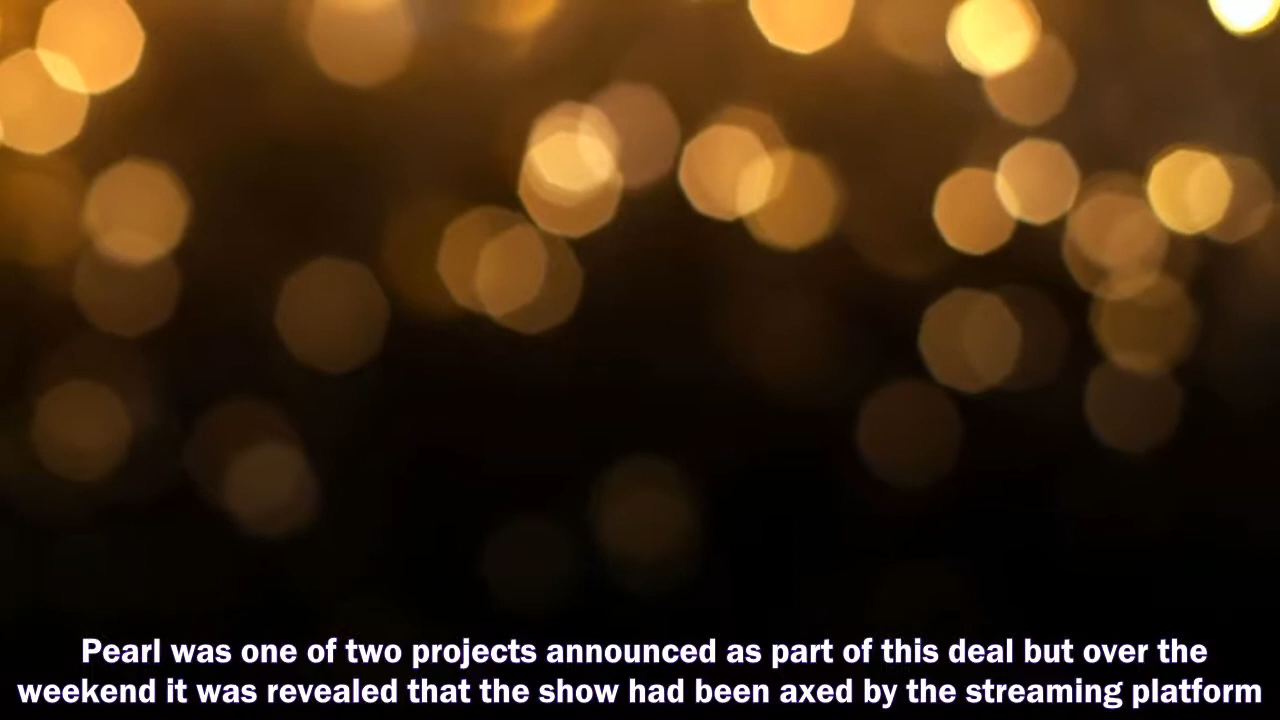 Pearl was one of two projects announced as part of this deal but over the
weekend it was revealed that the show had been axed by the streaming platform